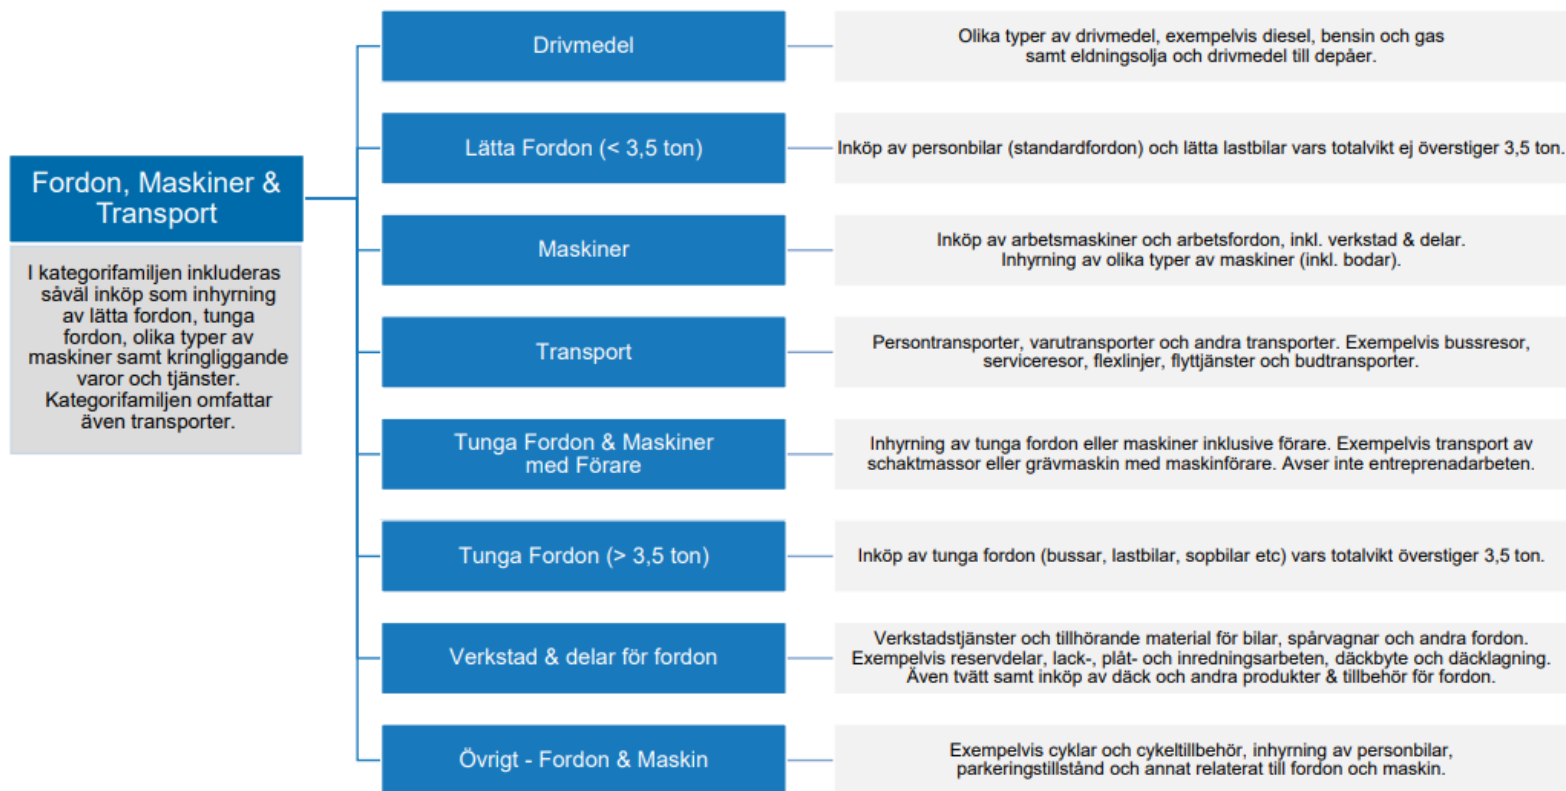 Fordon, Maskiner &
Transport
I kategorifamiljen inkluderas
såväl inköp som inhyrning
av lätta fordon, tunga
fordon, olika typer av
maskiner samt kringliggande
varor och tjänster.
Kategorifamiljen omfattar
även transporter.
Drivmedel
Olika typer av drivmedel, exempelvis diesel, bensin och gas
samt eldningsolja och drivmedel till depåer.
Lätta Fordon (< 3,5 ton)
Inköp av personbilar (standardfordon) och lätta lastbilar vars totalvikt ej överstiger 3,5 ton.
Maskiner
Inköp av arbetsmaskiner och arbetsfordon, inkl. verkstad & delar.
Inhyrning av olika typer av maskiner (inkl. bodar).
Transport
Persontransporter, varutransporter och andra transporter. Exempelvis bussresor,
serviceresor, flexlinjer, flyttjänster och budtransporter.
Tunga Fordon & Maskiner
med Förare
Inhyrning av tunga fordon eller maskiner inklusive förare. Exempelvis transport av
schaktmassor eller grävmaskin med maskinförare. Avser inte entreprenadarbeten.
Tunga Fordon (> 3,5 ton)
Inköp av tunga fordon (bussar, lastbilar, sopbilar etc) vars totalvikt överstiger 3,5 ton.
Verkstad & delar för fordon
Verkstadstjänster och tillhörande material för bilar, spårvagnar och andra fordon.
Exempelvis reservdelar, lack-, plåt- och inredningsarbeten, däckbyte och däcklagning.
Även tvätt samt inköp av däck och andra produkter & tillbehör för fordon.
Övrigt - Fordon & Maskin
Exempelvis cyklar och cykeltillbehör, inhyrning av personbilar,
parkeringstillstånd och annat relaterat till fordon och maskin.